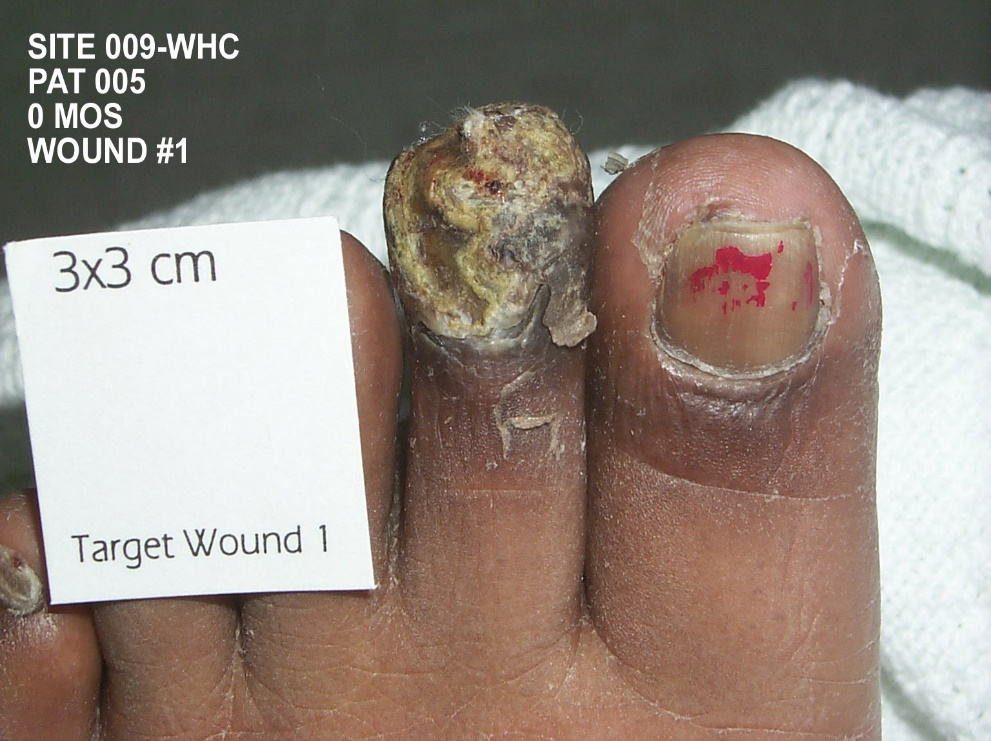 SITE 009-WHC
PAT 005
0 MOS
WOUND #1
3x3 cm
Target Wound 1